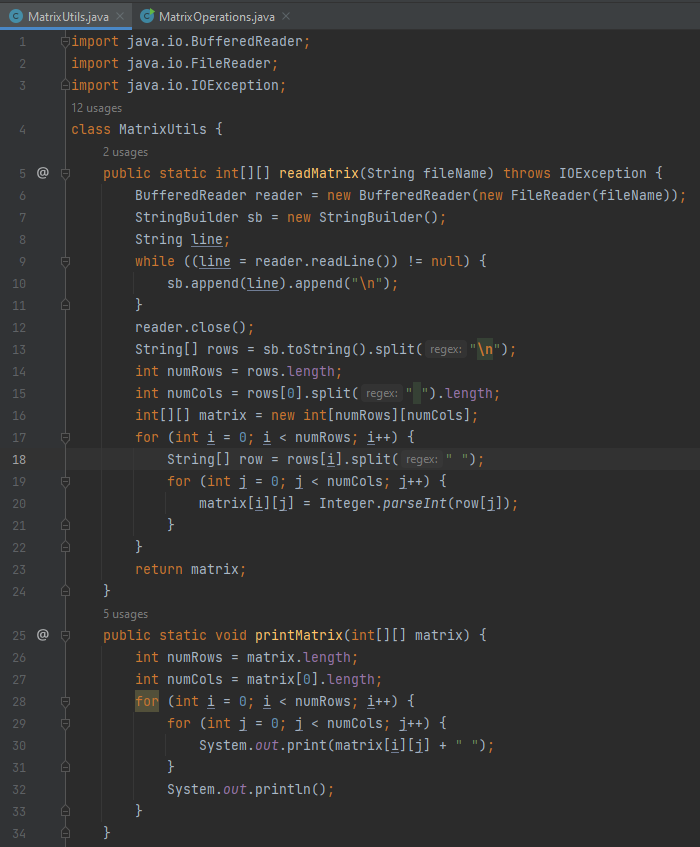 MatrixUtils.java MatrixOperations.java
1 import java.io.BufferedReader;
2 import java.io.FileReader;
3 import java.io.IOException;
12 usages
4 class MatrixUtils {
2 usages
5 @ public static int[][] readMatrix(String fileName) throws IOException {
6 BufferedReader reader = new BufferedReader(new FileReader(fileName));
7 StringBuilder sb = new StringBuilder();
8 String line;
9 while ((line = reader.readLine()) != null) {
10 sb.append(line).append("\n");
11 }
12 reader.close();
13 String[] rows = sb.toString().split( regex: "\n");
14 int numRows = rows.length;
15 int numCols = rows[0].split( regex: " ").length;
16 int[][] matrix = new int[numRows][numCols];
17 for (int i = 0; i < numRows; i++) {
18 String[] row = rows[i].split( regex: " ");
19 for (int j = 0; j < numCols; j++) {
20 matrix[i][j] = Integer.parseInt(row[j]);
21 }
22 }
23 return matrix;
24 }
5 usages
25 @ public static void printMatrix(int[][] matrix) {
26 int numRows = matrix.length;
27 int numCols = matrix[0].length;
28 for (int i = 0; i < numRows; i++) {
29 for (int j = 0; j < numCols; j++) {
30 System.out.print(matrix[i][j] + " ");
31 }
32 System.out.println();
33 }
34 }